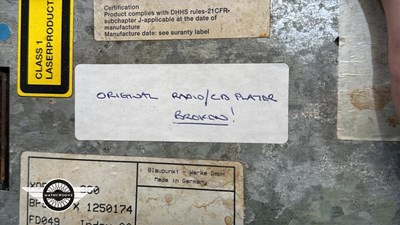 Certification
Product complies with DHHS rules-21CFR-
subchapter J-applicable at the date of
manufacture
Manufacture date: see suranty label
CLASS 1
LASERPRODUCT
ORIGINAL RADIO/CD PLAYER
BROKEN!
Blaupunkt - Werke GmbH
Made in Germany
X 1250174
FD049